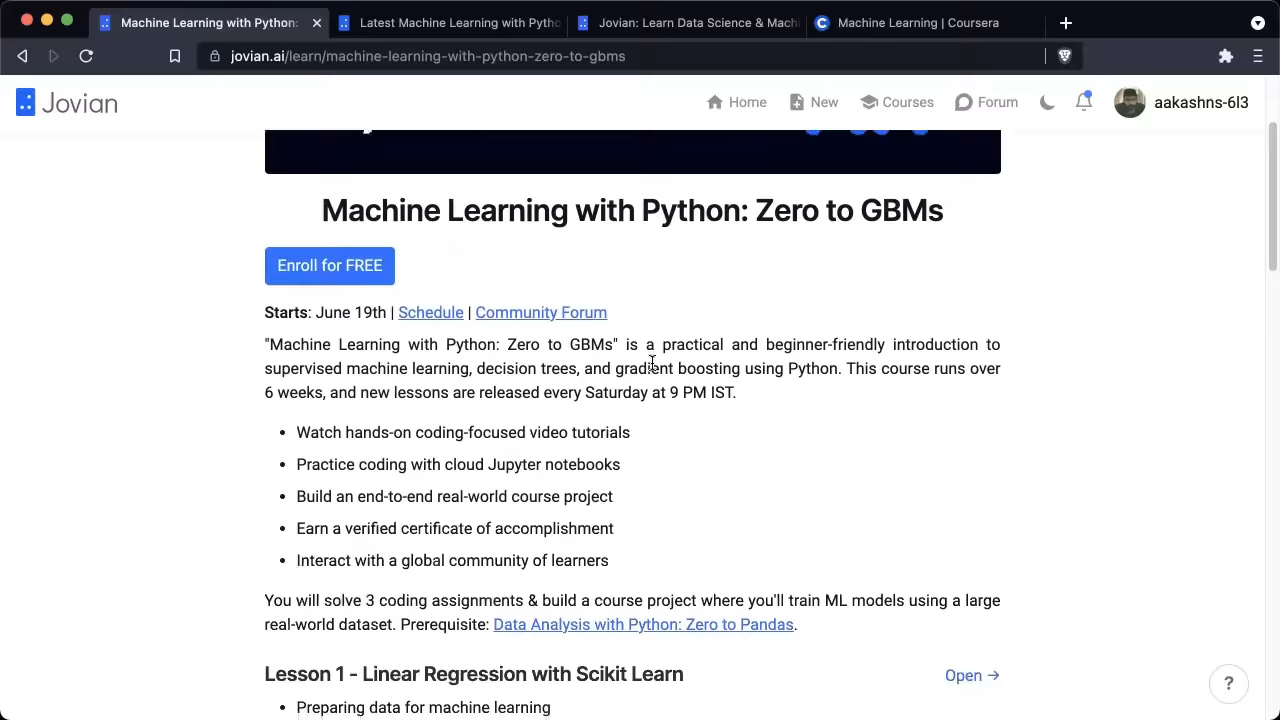 Machine Learning with Python:
Latest Machine Learning with Pytho
Jovian: Learn Data Science & Machi
Machine Learning | Coursera
jovian.ai/learn/machine-learning-with-python-zero-to-gbms
Jovian
Home
New
Courses
Forum
aakashns-6l3
Machine Learning with Python: Zero to GBMs
Enroll for FREE
Starts: June 19th | Schedule | Community Forum
"Machine Learning with Python: Zero to GBMs" is a practical and beginner-friendly introduction to
supervised machine learning, decision trees, and gradient boosting using Python. This course runs over
6 weeks, and new lessons are released every Saturday at 9 PM IST.
• Watch hands-on coding-focused video tutorials
• Practice coding with cloud Jupyter notebooks
• Build an end-to-end real-world course project
• Earn a verified certificate of accomplishment
• Interact with a global community of learners
You will solve 3 coding assignments & build a course project where you'll train ML models using a large
real-world dataset. Prerequisite: Data Analysis with Python: Zero to Pandas.
Lesson 1 - Linear Regression with Scikit Learn
Open →
• Preparing data for machine learning
?